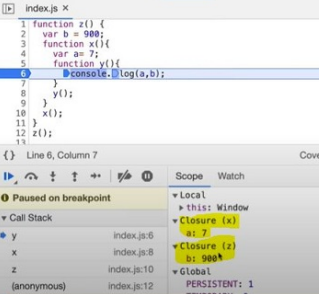 index.js ×
1 function z() {
2 var b = 900;
3 function x(){
4 var a= 7;
5 function y(){
6 console.log(a,b);
7 }
8 y();
9 }
10 x();
11 }
12 z();
{} Line 6, Column 7
Cove
Paused on breakpoint
Call Stack
y index.js:6
x index.js:8
z index.js:10
(anonymous) index.js:12
Scope Watch
Local
this: Window
Closure (x)
a: 7
Closure (z)
b: 900
Global
PERSISTENT: 1